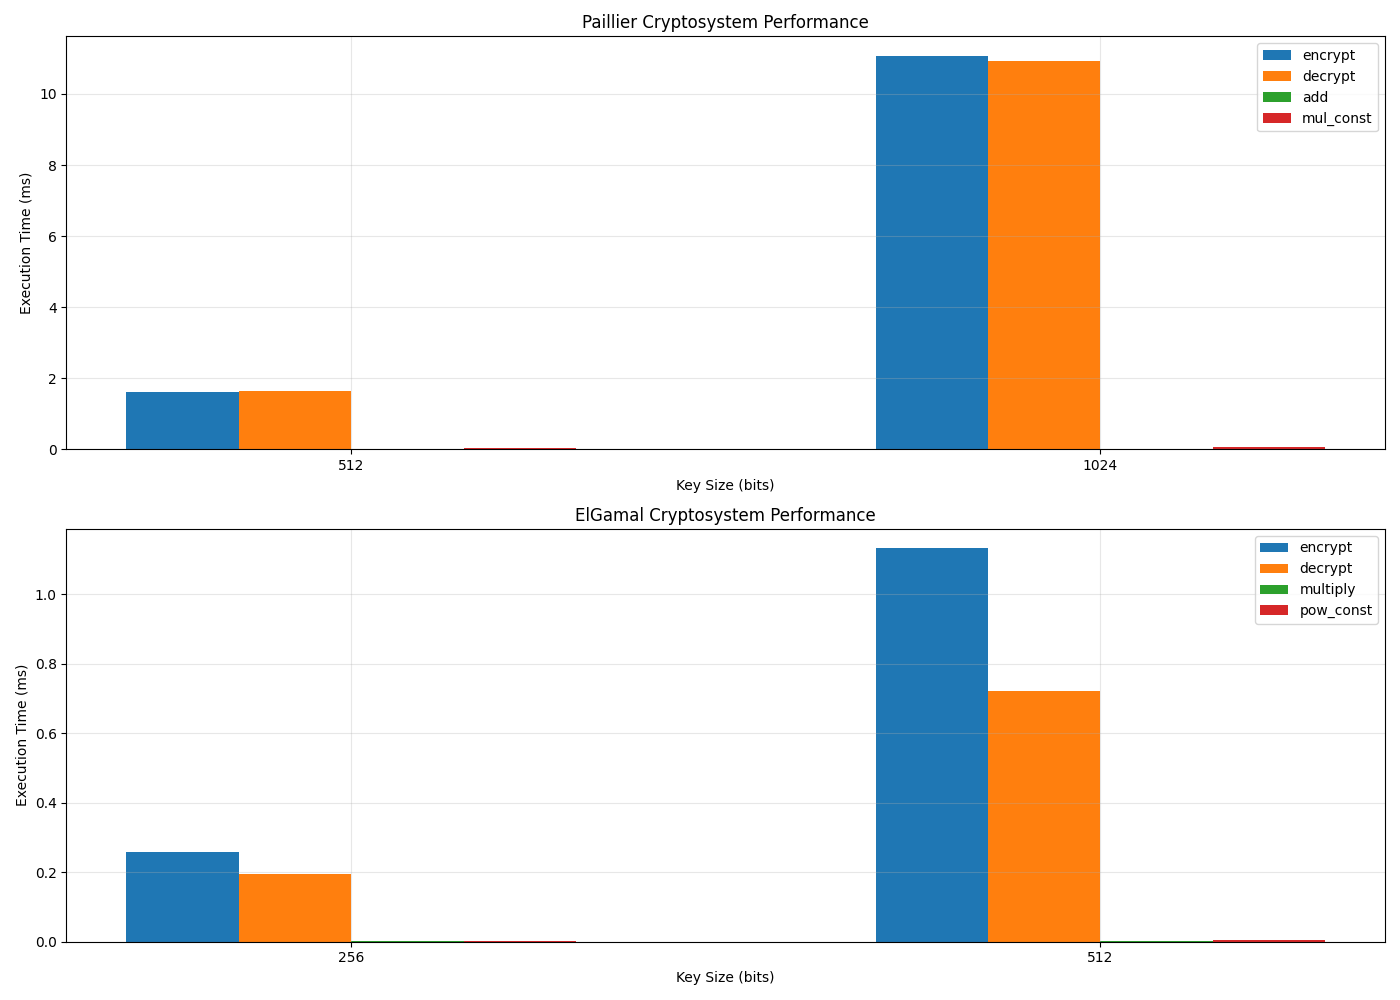 Paillier Cryptosystem Performance
Execution Time (ms)
10
8
6
4
2
0
encrypt
decrypt
add
mul_const
512
1024
Key Size (bits)
ElGamal Cryptosystem Performance
Execution Time (ms)
1.0
0.8
0.6
0.4
0.2
0.0
encrypt
decrypt
multiply
pow_const
256
512
Key Size (bits)